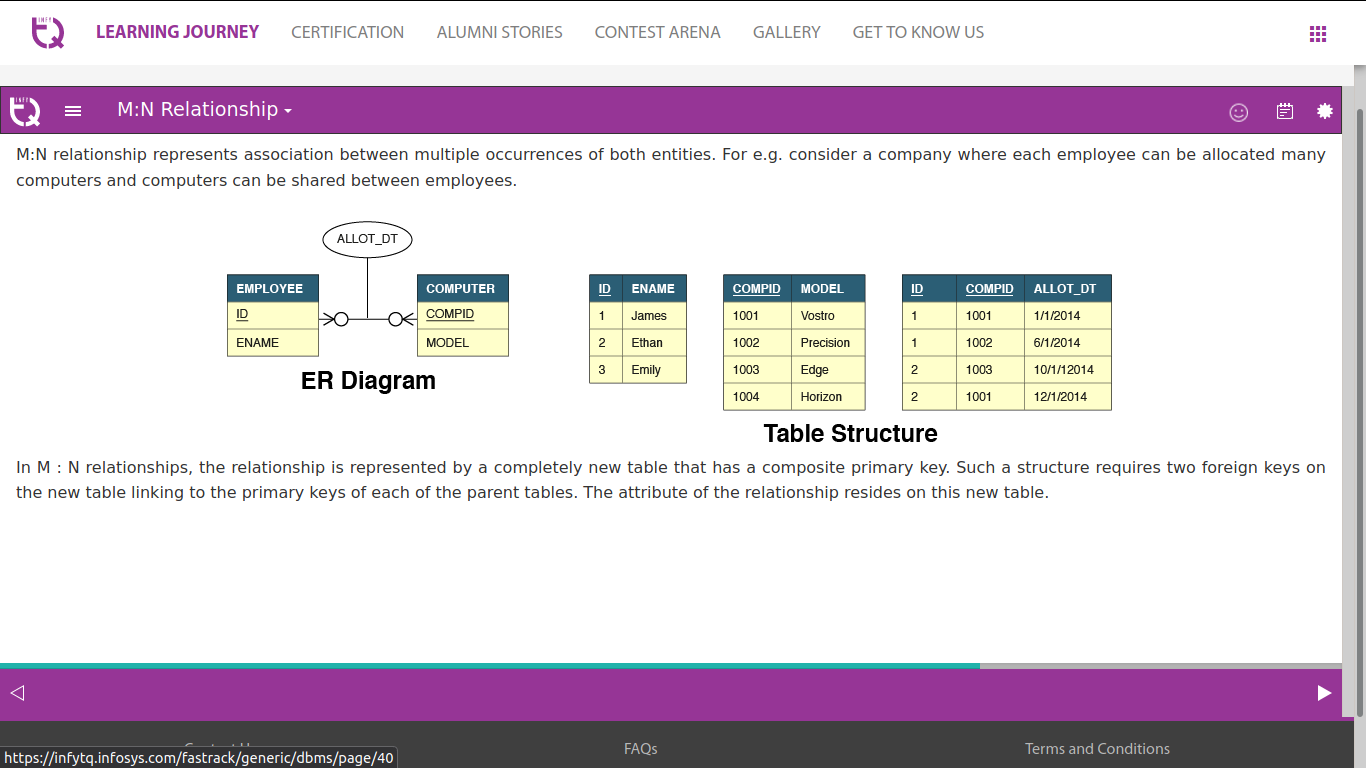 INFY
TQ
LEARNING JOURNEY CERTIFICATION ALUMNI STORIES CONTEST ARENA GALLERY GET TO KNOW US
INFY
TQ
M:N Relationship
M:N relationship represents association between multiple occurrences of both entities. For e.g. consider a company where each employee can be allocated many
computers and computers can be shared between employees.
ALLOT_DT
EMPLOYEE COMPUTER ID ENAME COMPID MODEL ID COMPID ALLOT_DT
ID COMPID 1 James 1001 Vostro 1 1001 1/1/2014
ENAME MODEL 2 Ethan 1002 Precision 1 1002 6/1/2014
3 Emily 1003 Edge 2 1003 10/1/12014
ER Diagram
1004 Horizon 2 1001 12/1/2014
Table Structure
In M : N relationships, the relationship is represented by a completely new table that has a composite primary key. Such a structure requires two foreign keys on
the new table linking to the primary keys of each of the parent tables. The attribute of the relationship resides on this new table.
FAQs Terms and Conditions
https://infytq.infosys.com/fastrack/generic/dbms/page/40